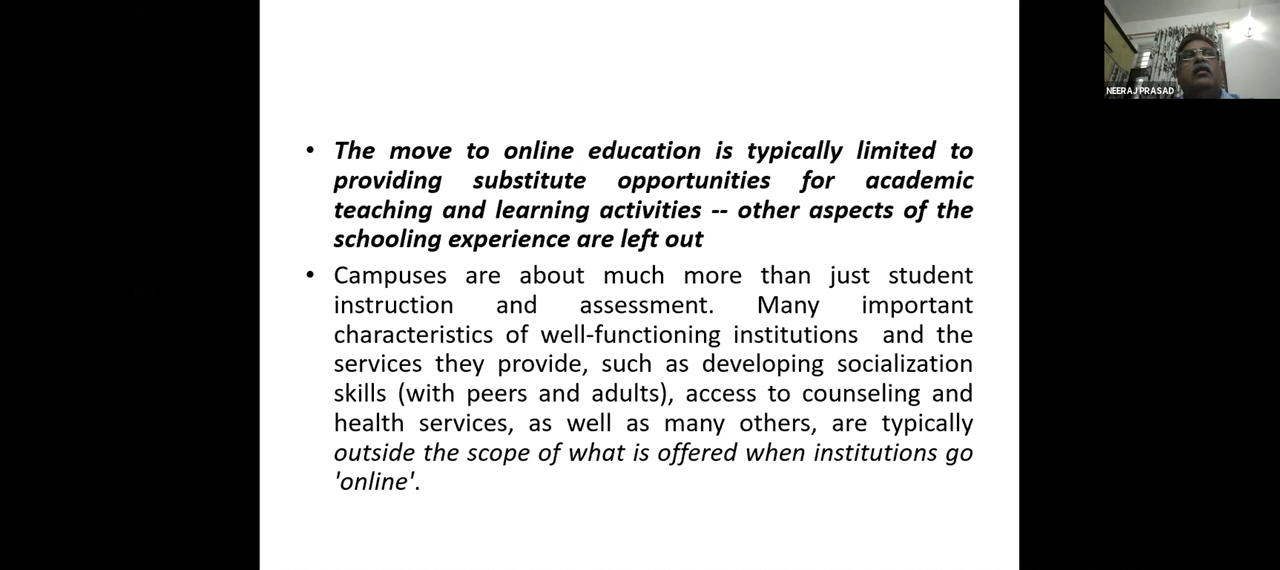 • The move to online education is typically limited to
providing substitute opportunities for academic
teaching and learning activities -- other aspects of the
schooling experience are left out
• Campuses are about much more than just student
instruction and assessment. Many important
characteristics of well-functioning institutions and the
services they provide, such as developing socialization
skills (with peers and adults), access to counseling and
health services, as well as many others, are typically
outside the scope of what is offered when institutions go
'online'.
NEERAJ PRASAD